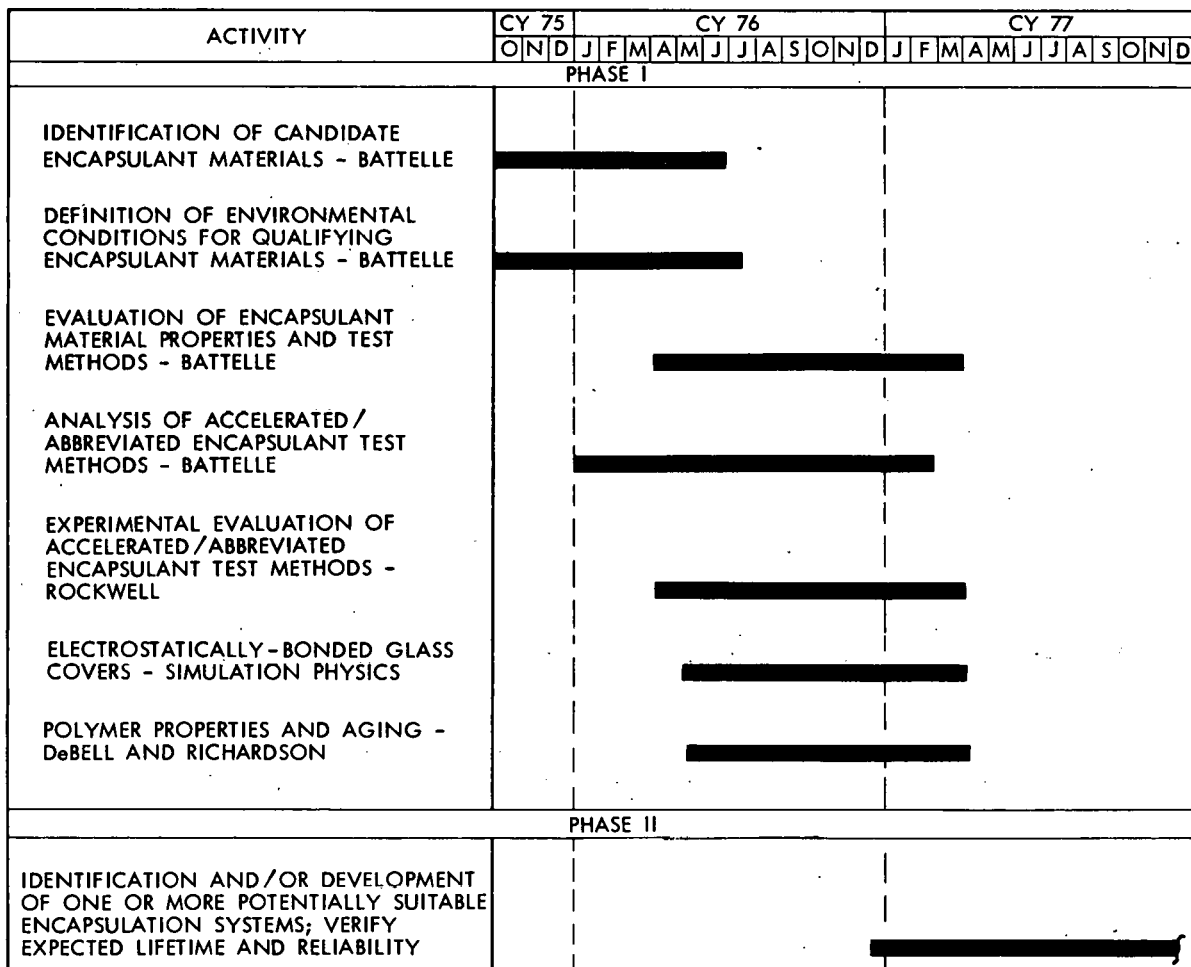 ACTIVITY
CY 75 CY 76 CY 77
O N D J F M A M J J A S O N D J F M A M J J A S O N D
PHASE I
IDENTIFICATION OF CANDIDATE
ENCAPSULANT MATERIALS - BATTELLE
DEFINITION OF ENVIRONMENTAL
CONDITIONS FOR QUALIFYING
ENCAPSULANT MATERIALS - BATTELLE
EVALUATION OF ENCAPSULANT
MATERIAL PROPERTIES AND TEST
METHODS - BATTELLE
ANALYSIS OF ACCELERATED/
ABBREVIATED ENCAPSULANT TEST
METHODS - BATTELLE
EXPERIMENTAL EVALUATION OF
ACCELERATED/ABBREVIATED
ENCAPSULANT TEST METHODS -
ROCKWELL
ELECTROSTATICALLY-BONDED GLASS
COVERS - SIMULATION PHYSICS
POLYMER PROPERTIES AND AGING -
DeBELL AND RICHARDSON
PHASE II
IDENTIFICATION AND/OR DEVELOPMENT
OF ONE OR MORE POTENTIALLY SUITABLE
ENCAPSULATION SYSTEMS; VERIFY
EXPECTED LIFETIME AND RELIABILITY